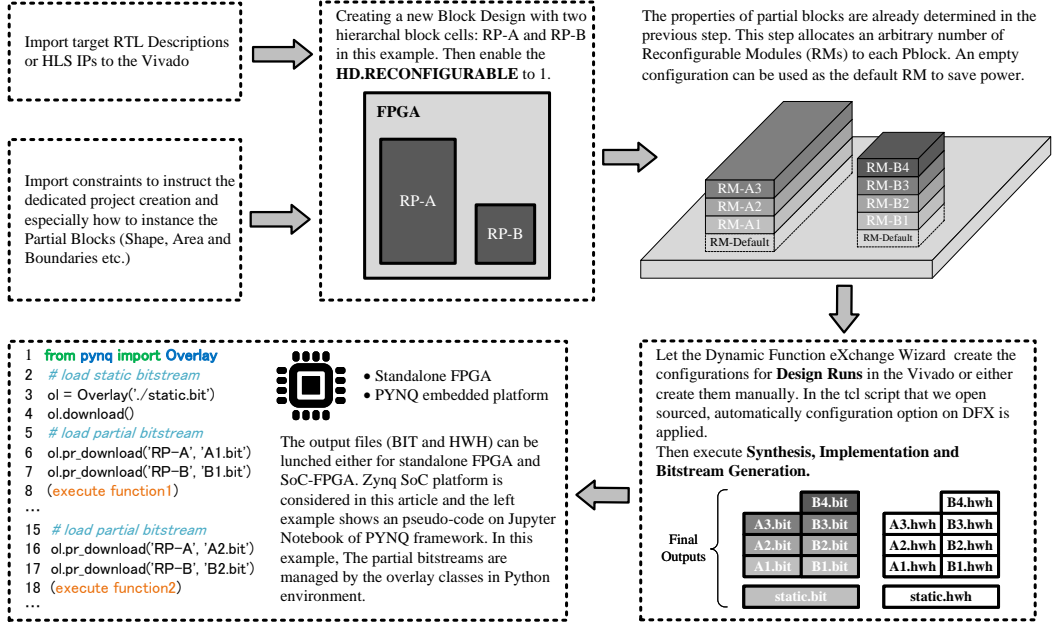 Import target RTL Descriptions
or HLS IPs to the Vivado
Import constraints to instruct the
dedicated project creation and
especially how to instance the
Partial Blocks (Shape, Area and
Boundaries etc.)
Creating a new Block Design with two
hierarchal block cells: RP-A and RP-B
in this example. Then enable the
HD.RECONFIGURABLE to 1.
FPGA
RP-A
RP-B
The properties of partial blocks are already determined in the
previous step. This step allocates an arbitrary number of
Reconfigurable Modules (RMs) to each Pblock. An empty
configuration can be used as the default RM to save power.
RM-A3
RM-A2
RM-A1
RM-Default
RM-B4
RM-B3
RM-B2
RM-B1
RM-Default
Let the Dynamic Function eXchange Wizard create the
configurations for Design Runs in the Vivado or either
create them manually. In the tcl script that we open
sourced, automatically configuration option on DFX is
applied.
Then execute Synthesis, Implementation and
Bitstream Generation.
Final
Outputs
B4.bit
A3.bit B3.bit
A2.bit B2.bit
A1.bit B1.bit
static.bit
B4.hwh
A3.hwh B3.hwh
A2.hwh B2.hwh
A1.hwh B1.hwh
static.hwh
1 from pynq import Overlay
2 # load static bitstream
3 ol = Overlay('./static.bit')
4 ol.download()
5 # load partial bitstream
6 ol.pr_download('RP-A', 'A1.bit')
7 ol.pr_download('RP-B', 'B1.bit')
8 (execute function1)
...
15 # load partial bitstream
16 ol.pr_download('RP-A', 'A2.bit')
17 ol.pr_download('RP-B', 'B2.bit')
18 (execute function2)
...
• Standalone FPGA
• PYNQ embedded platform
The output files (BIT and HWH) can be
lunched either for standalone FPGA and
SoC-FPGA. Zynq SoC platform is
considered in this article and the left
example shows an pseudo-code on Jupyter
Notebook of PYNQ framework. In this
example, The partial bitstreams are
managed by the overlay classes in Python
environment.